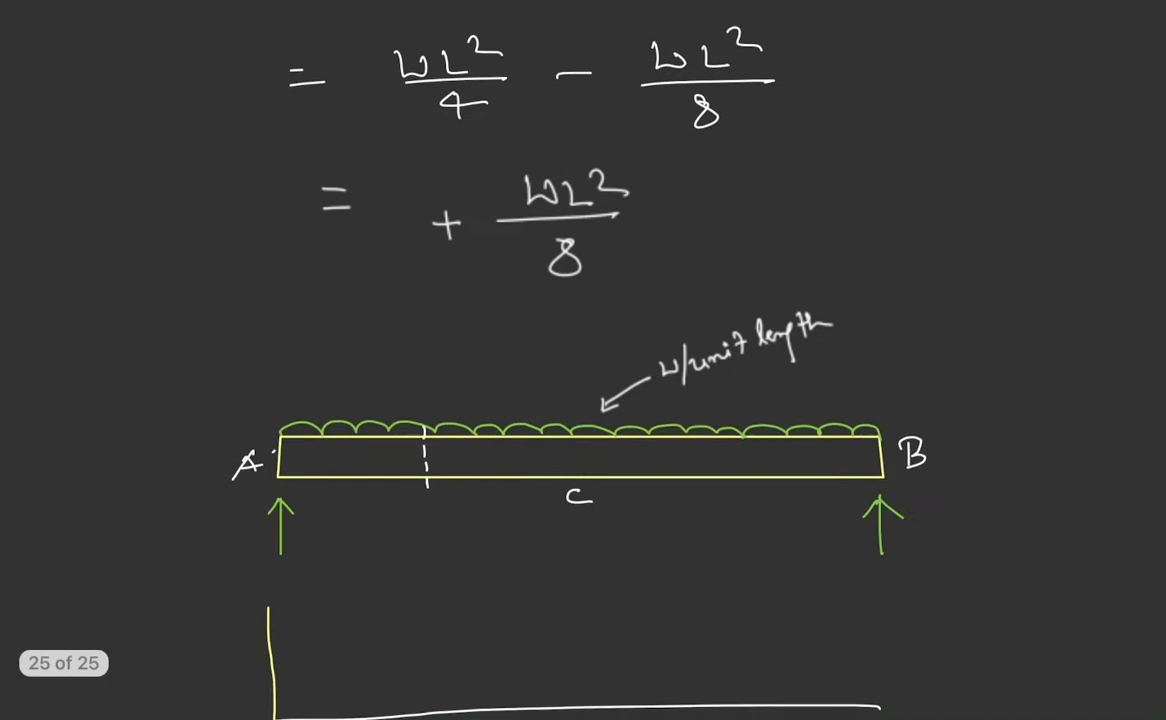 = WL²/4 - WL²/8
= + WL²/8
W/unit length
A B
C
25 of 25